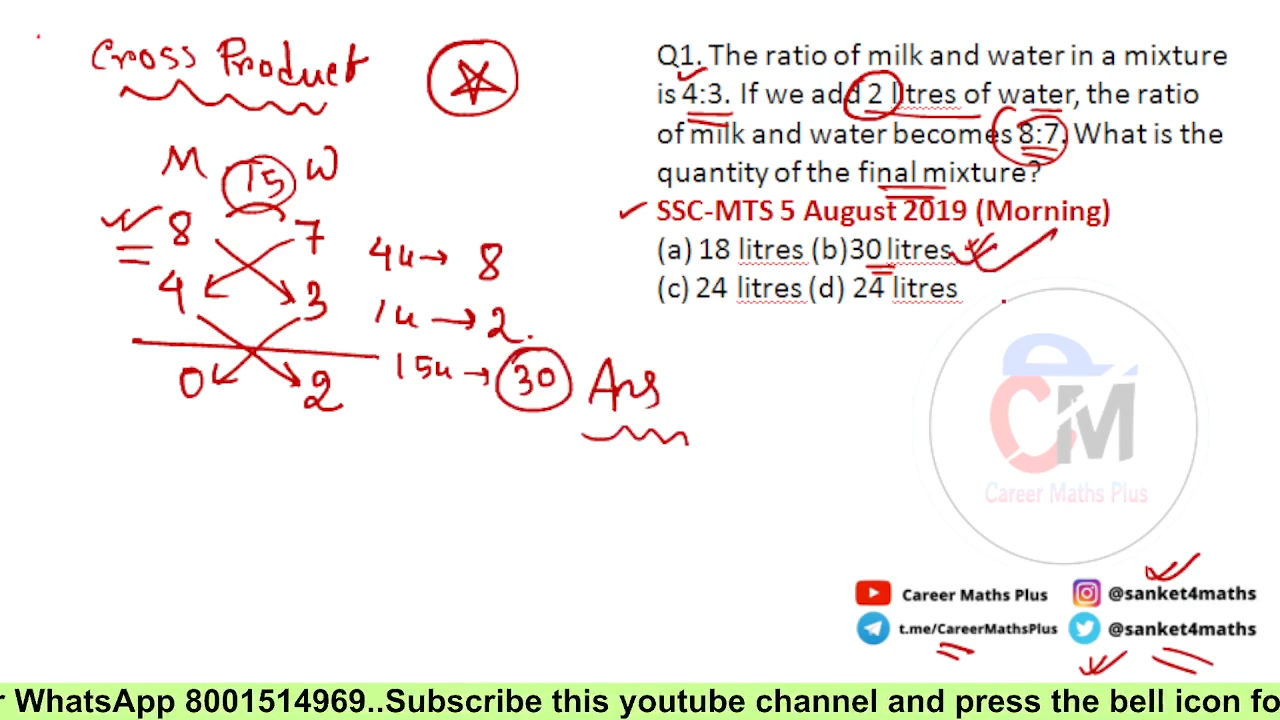 Cross Product
M 15 W
8 7
4u→ 8
4 3
1u→ 2.
15u→ 30 Ans
0 2
Q1. The ratio of milk and water in a mixture
is 4:3. If we add 2 litres of water, the ratio
of milk and water becomes 8:7. What is the
quantity of the final mixture?
SSC-MTS 5 August 2019 (Morning)
(a) 18 litres (b)30 litres
(c) 24 litres (d) 24 litres
CM
Career Maths Plus
Career Maths Plus @sanket4maths
t.me/CareerMathsPlus @sanket4maths
r WhatsApp 8001514969..Subscribe this youtube channel and press the bell icon fo